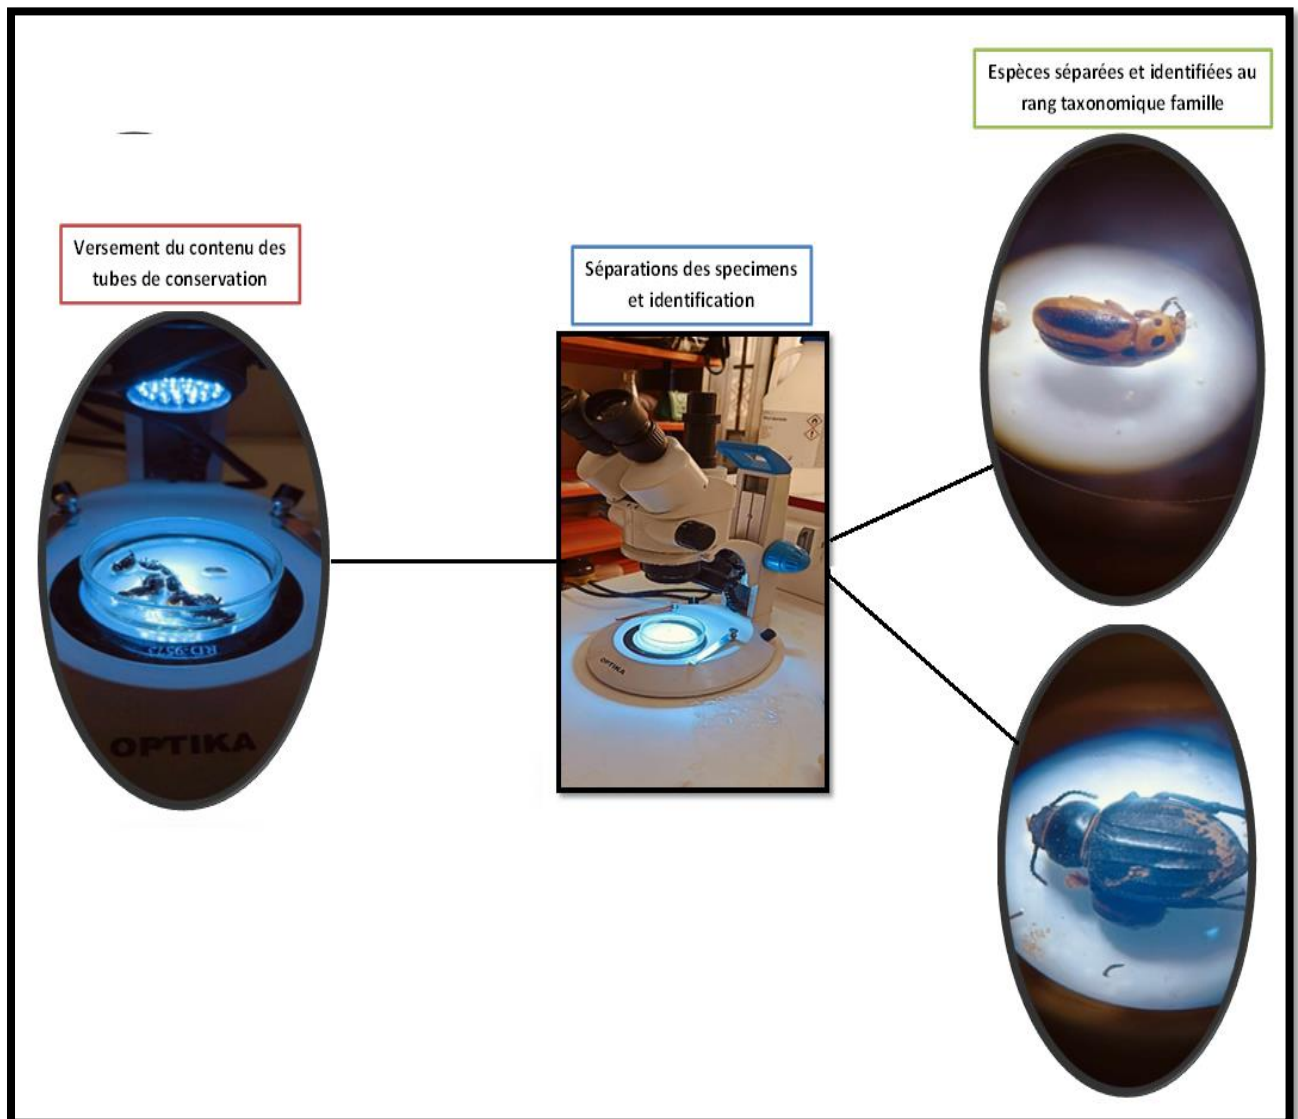 Espèces séparées et identifiées au
rang taxonomique famille
Versement du contenu des
tubes de conservation
Séparations des specimens
et identification
OPTIKA
OPTIKA